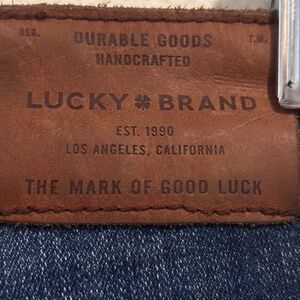 REG. DURABLE GOODS T.M.
HANDCRAFTED
LUCKY BRAND
EST. 1990
LOS ANGELES, CALIFORNIA
THE MARK OF GOOD LUCK